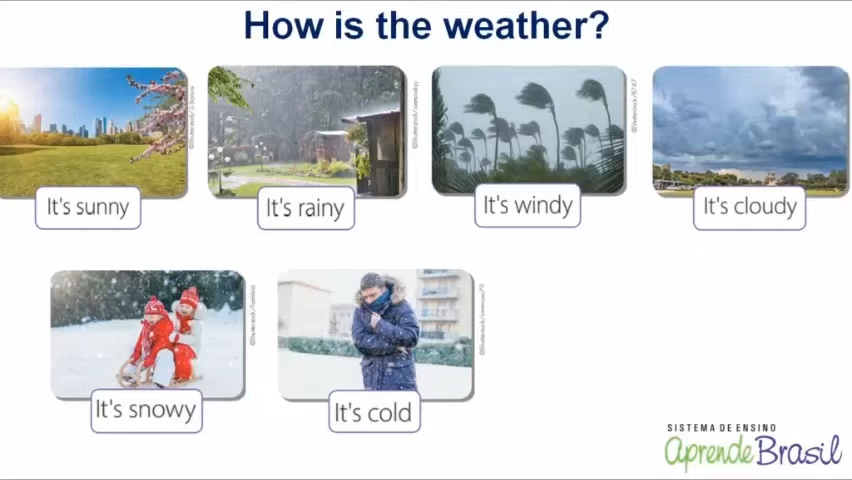 How is the weather?
It's sunny
It's rainy
It's windy
It's cloudy
It's snowy
It's cold
SISTEMA DE ENSINO
Aprende Brasil